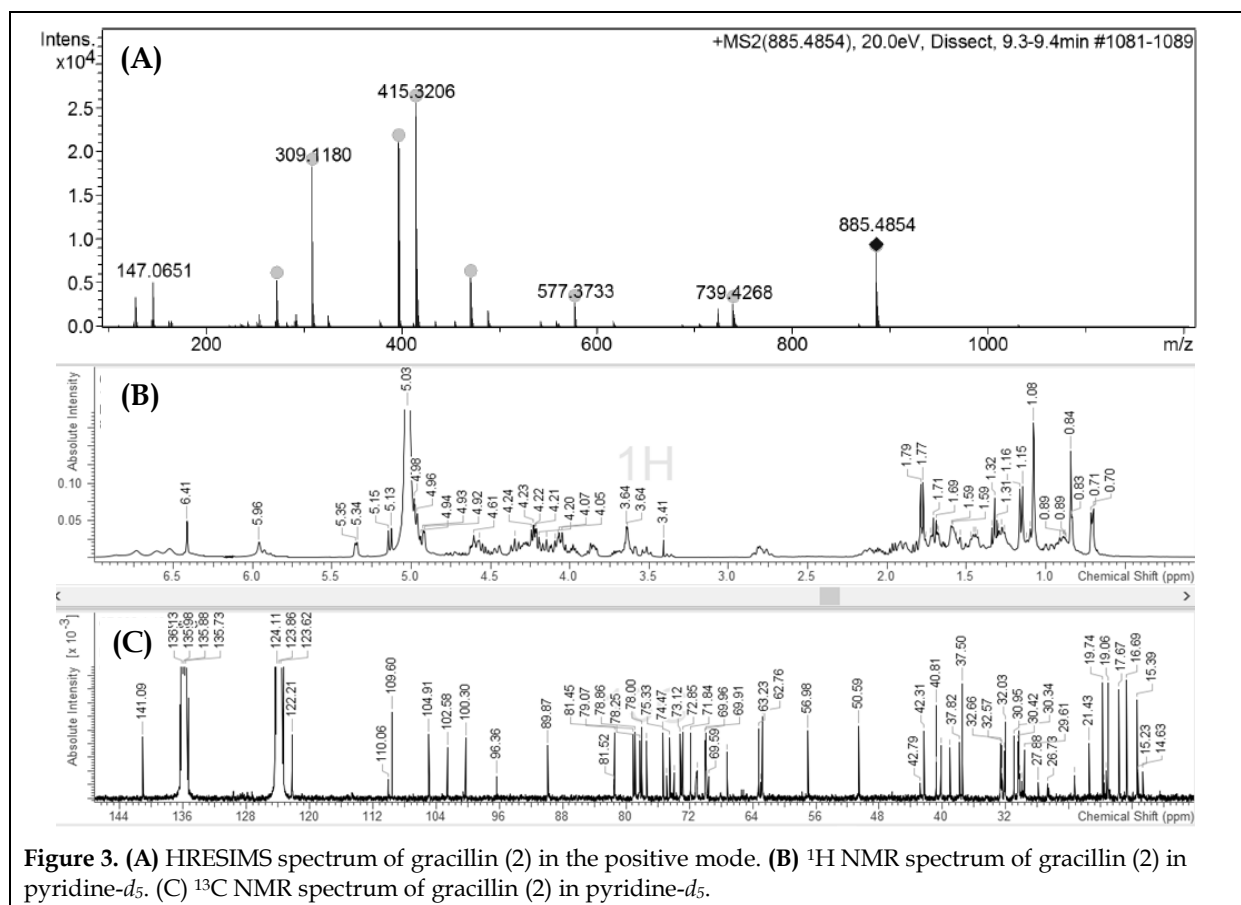 Intens.
x10⁴
(A)
+MS2(885.4854), 20.0eV, Dissect, 9.3-9.4min #1081-1089
2.5
2.0
1.5
1.0
0.5
0.0
415.3206
309.1180
885.4854
147.0651
577.3733
739.4268
200 400 600 800 1000 m/z
(B)
1H
Absolute Intensity
0.10
0.05
6.41 5.96 5.35 5.34 5.15 5.13 5.03 4.98 4.96 4.94 4.93 4.92 4.61 4.24 4.23 4.22 4.21 4.20 4.07 4.05 3.64 3.64 3.41 1.79 1.77 1.71 1.69 1.59 1.59 1.32 1.31 1.16 1.15 1.08 0.89 0.89 0.84 0.83 0.71 0.70
6.5 6.0 5.5 5.0 4.5 4.0 3.5 3.0 2.5 2.0 1.5 1.0 Chemical Shift (ppm)
(C)
Absolute Intensity [x 10⁻³]
141.09 136.13 135.98 135.88 135.73 124.11 123.86 123.62 122.21 110.06 109.60 104.91 102.58 100.30 96.36 89.87 81.52 81.45 79.07 78.86 78.25 78.00 75.33 74.47 73.12 72.85 71.84 69.96 69.91 69.59 63.23 62.76 56.98 50.59 42.79 42.31 40.81 37.82 37.50 32.66 32.57 32.03 30.95 30.42 30.34 29.61 27.88 26.73 21.43 19.74 19.06 17.67 16.69 15.39 15.23 14.63
144 136 128 120 112 104 96 88 80 72 64 56 48 40 32 24 Chemical Shift (ppm)
Figure 3. (A) HRESIMS spectrum of gracillin (2) in the positive mode. (B) ¹H NMR spectrum of gracillin (2) in
pyridine-d₅. (C) ¹³C NMR spectrum of gracillin (2) in pyridine-d₅.